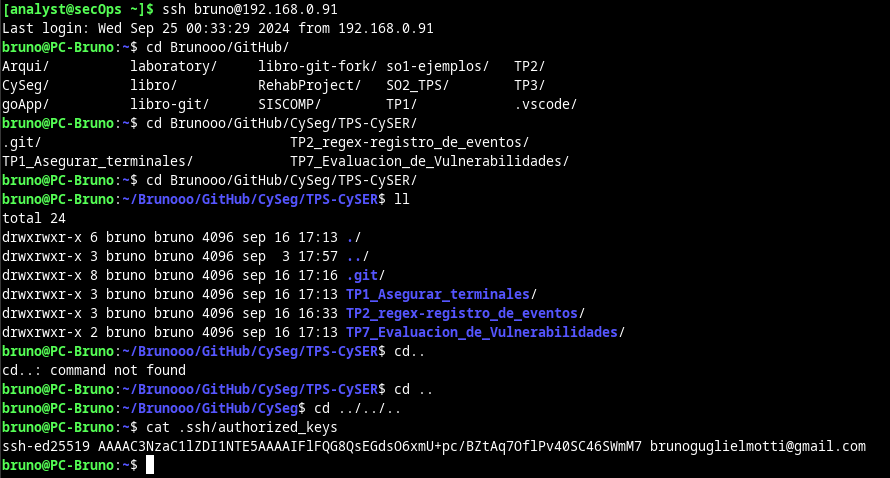 [analyst@secOps ~]$ ssh bruno@192.168.0.91
Last login: Wed Sep 25 00:33:29 2024 from 192.168.0.91
bruno@PC-Bruno:~$ cd Brunooo/GitHub/
Arqui/ laboratory/ libro-git-fork/ so1-ejemplos/ TP2/
CySeg/ libro/ RehabProject/ SO2_TPS/ TP3/
goApp/ libro-git/ SISCOMP/ TP1/ .vscode/
bruno@PC-Bruno:~$ cd Brunooo/GitHub/CySeg/TPS-CySER/
.git/ TP2_regex-registro_de_eventos/
TP1_Asegurar_terminales/ TP7_Evaluacion_de_Vulnerabilidades/
bruno@PC-Bruno:~$ cd Brunooo/GitHub/CySeg/TPS-CySER/
bruno@PC-Bruno:~/Brunooo/GitHub/CySeg/TPS-CySER$ ll
total 24
drwxrwxr-x 6 bruno bruno 4096 sep 16 17:13 ./
drwxrwxr-x 3 bruno bruno 4096 sep  3 17:57 ../
drwxrwxr-x 8 bruno bruno 4096 sep 16 17:16 .git/
drwxrwxr-x 3 bruno bruno 4096 sep 16 17:13 TP1_Asegurar_terminales/
drwxrwxr-x 3 bruno bruno 4096 sep 16 16:33 TP2_regex-registro_de_eventos/
drwxrwxr-x 2 bruno bruno 4096 sep 16 17:13 TP7_Evaluacion_de_Vulnerabilidades/
bruno@PC-Bruno:~/Brunooo/GitHub/CySeg/TPS-CySER$ cd..
cd..: command not found
bruno@PC-Bruno:~/Brunooo/GitHub/CySeg/TPS-CySER$ cd ..
bruno@PC-Bruno:~/Brunooo/GitHub/CySeg$ cd ../../..
bruno@PC-Bruno:~$ cat .ssh/authorized_keys
ssh-ed25519 AAAAC3NzaC1lZDI1NTE5AAAAIFlFQG8QsEGdsO6xmU+pc/BZtAq7OflPv40SC46SWmM7 brunoguglielmotti@gmail.com
bruno@PC-Bruno:~$